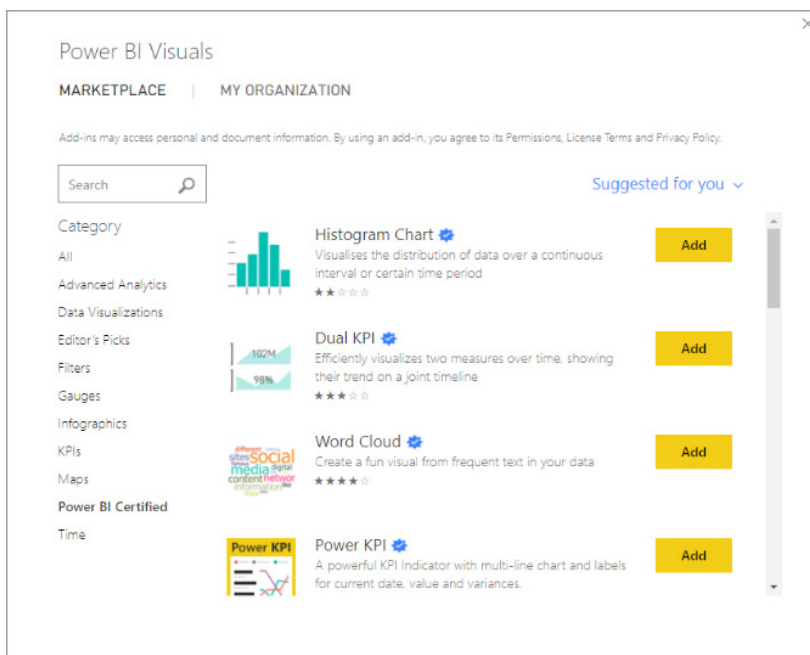 Power BI Visuals
MARKETPLACE | MY ORGANIZATION
Add-ins may access personal and document information. By using an add-in, you agree to its Permissions, License Terms and Privacy Policy.
Search
Suggested for you
Category
All
Advanced Analytics
Data Visualizations
Editor's Picks
Filters
Gauges
Infographics
KPIs
Maps
Power BI Certified
Time
Histogram Chart
Visualises the distribution of data over a continuous
interval or certain time period
Add
102M
98%
Dual KPI
Efficiently visualizes two measures over time, showing
their trend on a joint timeline
Add
different
sites social
media digital
content networ
information
Word Cloud
Create a fun visual from frequent text in your data
Add
Power KPI
Power KPI
A powerful KPI Indicator with multi-line chart and labels
for current date, value and variances.
Add